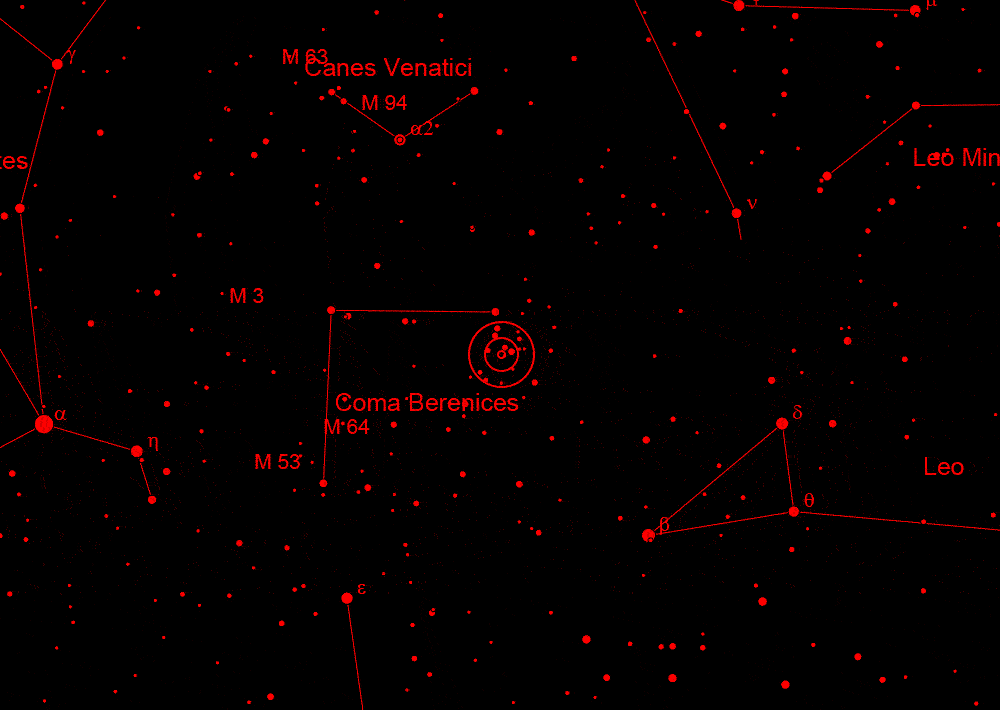 μ
γ
M 63
Canes Venatici
M 94
α2
tes
Leo Min
ν
M 3
Coma Berenices
α
δ
M 64
η
M 53
Leo
θ
β
ε